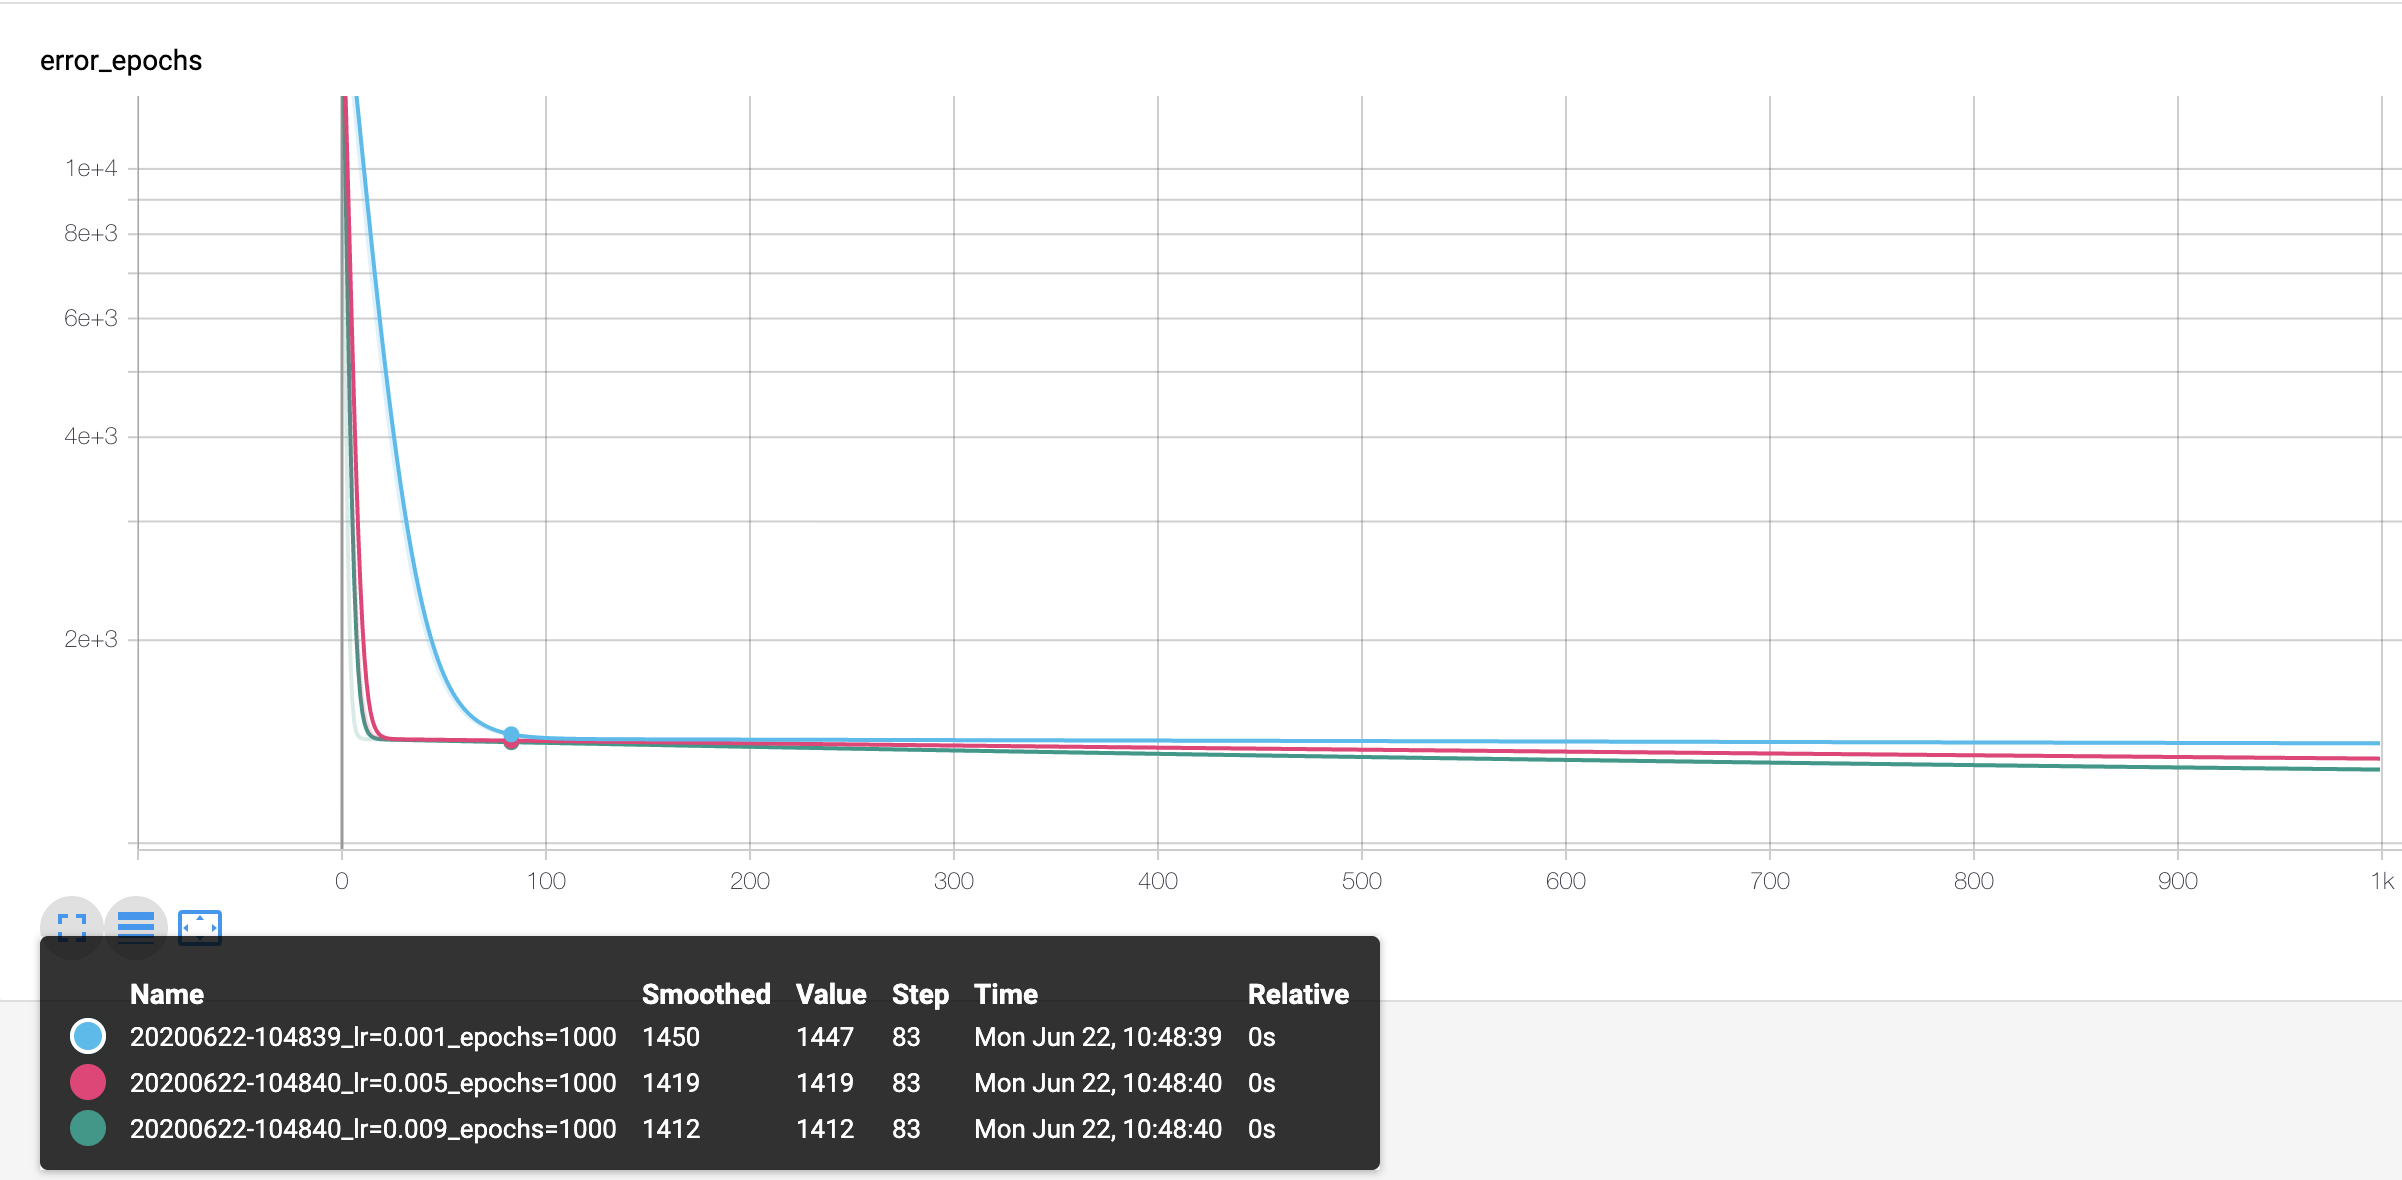 error_epochs
1e+4
8e+3
6e+3
4e+3
2e+3
0 100 200 300 400 500 600 700 800 900 1k
Name Smoothed Value Step Time Relative
20200622-104839_lr=0.001_epochs=1000 1450 1447 83 Mon Jun 22, 10:48:39 0s
20200622-104840_lr=0.005_epochs=1000 1419 1419 83 Mon Jun 22, 10:48:40 0s
20200622-104840_lr=0.009_epochs=1000 1412 1412 83 Mon Jun 22, 10:48:40 0s